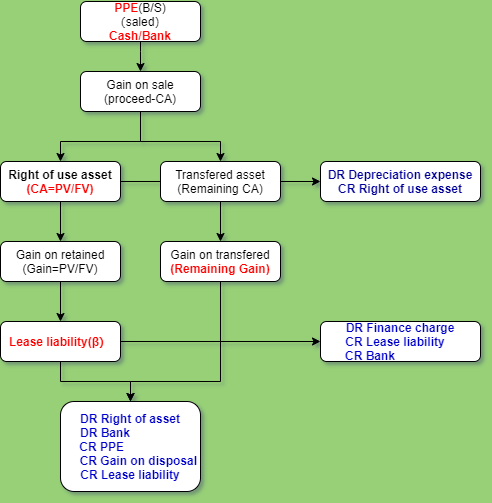 PPE(B/S)
(saled)
Cash/Bank
Gain on sale
(proceed-CA)
Right of use asset
(CA=PV/FV)
Transfered asset
(Remaining CA)
DR Depreciation expense
CR Right of use asset
Gain on retained
(Gain=PV/FV)
Gain on transfered
(Remaining Gain)
Lease liability(β)
DR Finance charge
CR Lease liability
CR Bank
DR Right of asset
DR Bank
CR PPE
CR Gain on disposal
CR Lease liability